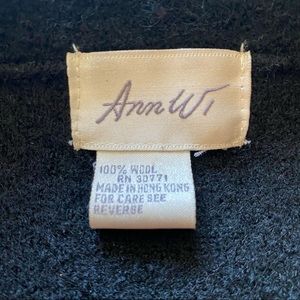 Ann Wi
100% WOOL
RN 30771
MADE IN HONG KONG
FOR CARE SEE
REVERSE